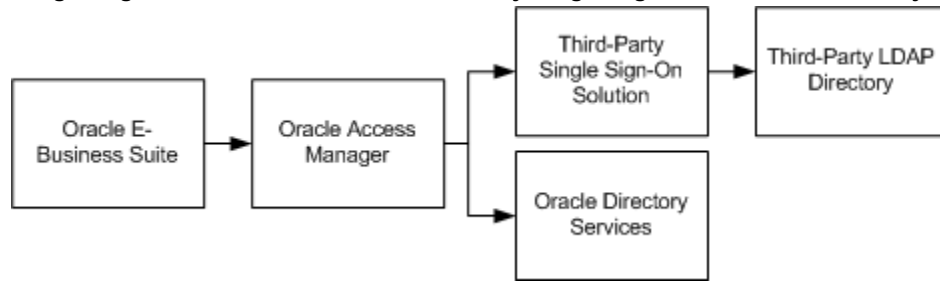 Third-Party
Single Sign-On
Solution
Third-Party LDAP
Directory
Oracle E-
Business Suite
Oracle Access
Manager
Oracle Directory
Services